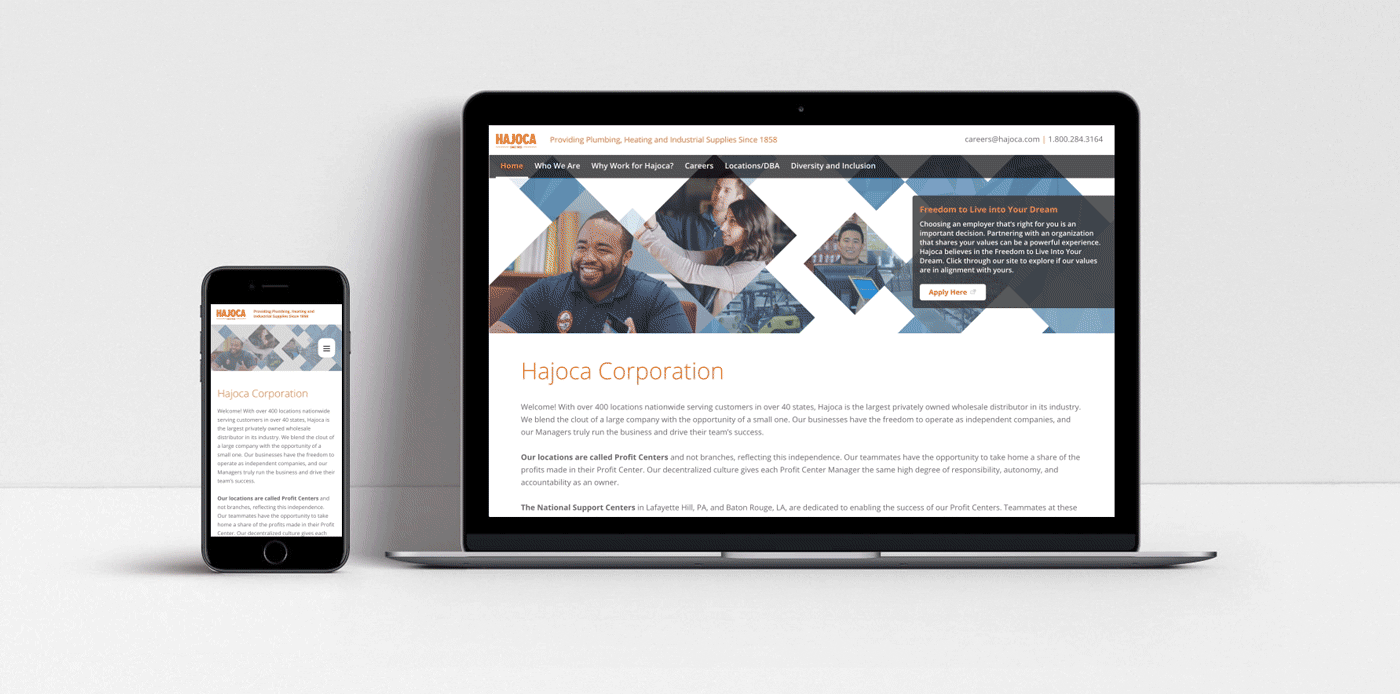 HAJOCA
Providing Plumbing, Heating and
Industrial Supplies Since 1858
Hajoca Corporation
Welcome! With over 400 locations nationwide
serving customers in over 40 states, Hajoca is
the largest privately owned wholesale
distributor in its industry. We blend the clout of
a large company with the opportunity of a
small one. Our businesses have the freedom to
operate as independent companies, and our
Managers truly run the business and drive their
team's success.
Our locations are called Profit Centers and
not branches, reflecting this independence.
Our teammates have the opportunity to take
home a share of the profits made in their Profit
Center. Our decentralized culture gives each
HAJOCA
Providing Plumbing, Heating and Industrial Supplies Since 1858
careers@hajoca.com | 1.800.284.3164
Home Who We Are Why Work for Hajoca? Careers Locations/DBA Diversity and Inclusion
Freedom to Live into Your Dream
Choosing an employer that's right for you is an
important decision. Partnering with an organization
that shares your values can be a powerful experience.
Hajoca believes in the Freedom to Live Into Your
Dream. Click through our site to explore if our values
are in alignment with yours.
Apply Here
Hajoca Corporation
Welcome! With over 400 locations nationwide serving customers in over 40 states, Hajoca is the largest privately owned wholesale distributor in its industry.
We blend the clout of a large company with the opportunity of a small one. Our businesses have the freedom to operate as independent companies, and
our Managers truly run the business and drive their team's success.
Our locations are called Profit Centers and not branches, reflecting this independence. Our teammates have the opportunity to take home a share of the
profits made in their Profit Center. Our decentralized culture gives each Profit Center Manager the same high degree of responsibility, autonomy, and
accountability as an owner.
The National Support Centers in Lafayette Hill, PA, and Baton Rouge, LA, are dedicated to enabling the success of our Profit Centers. Teammates at these